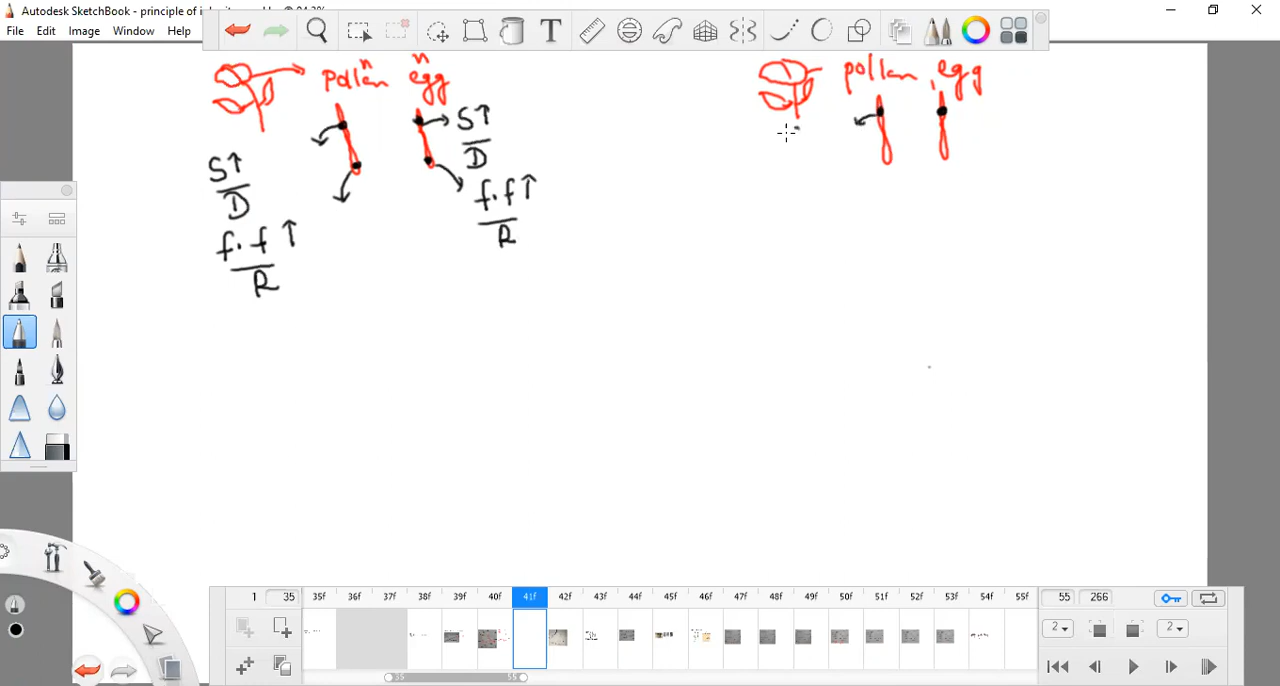 Autodesk SketchBook - principle of
File Edit Image Window Help
T
n n
pollen egg
S↑
D
f.f↑
R
S↑
D
f.f↑
R
pollen, egg
1 35 35f 36f 37f 38f 39f 40f 41f 42f 43f 44f 45f 46f 47f 48f 49f 50f 51f 52f 53f 54f 55f 55 266
2 2
35 55